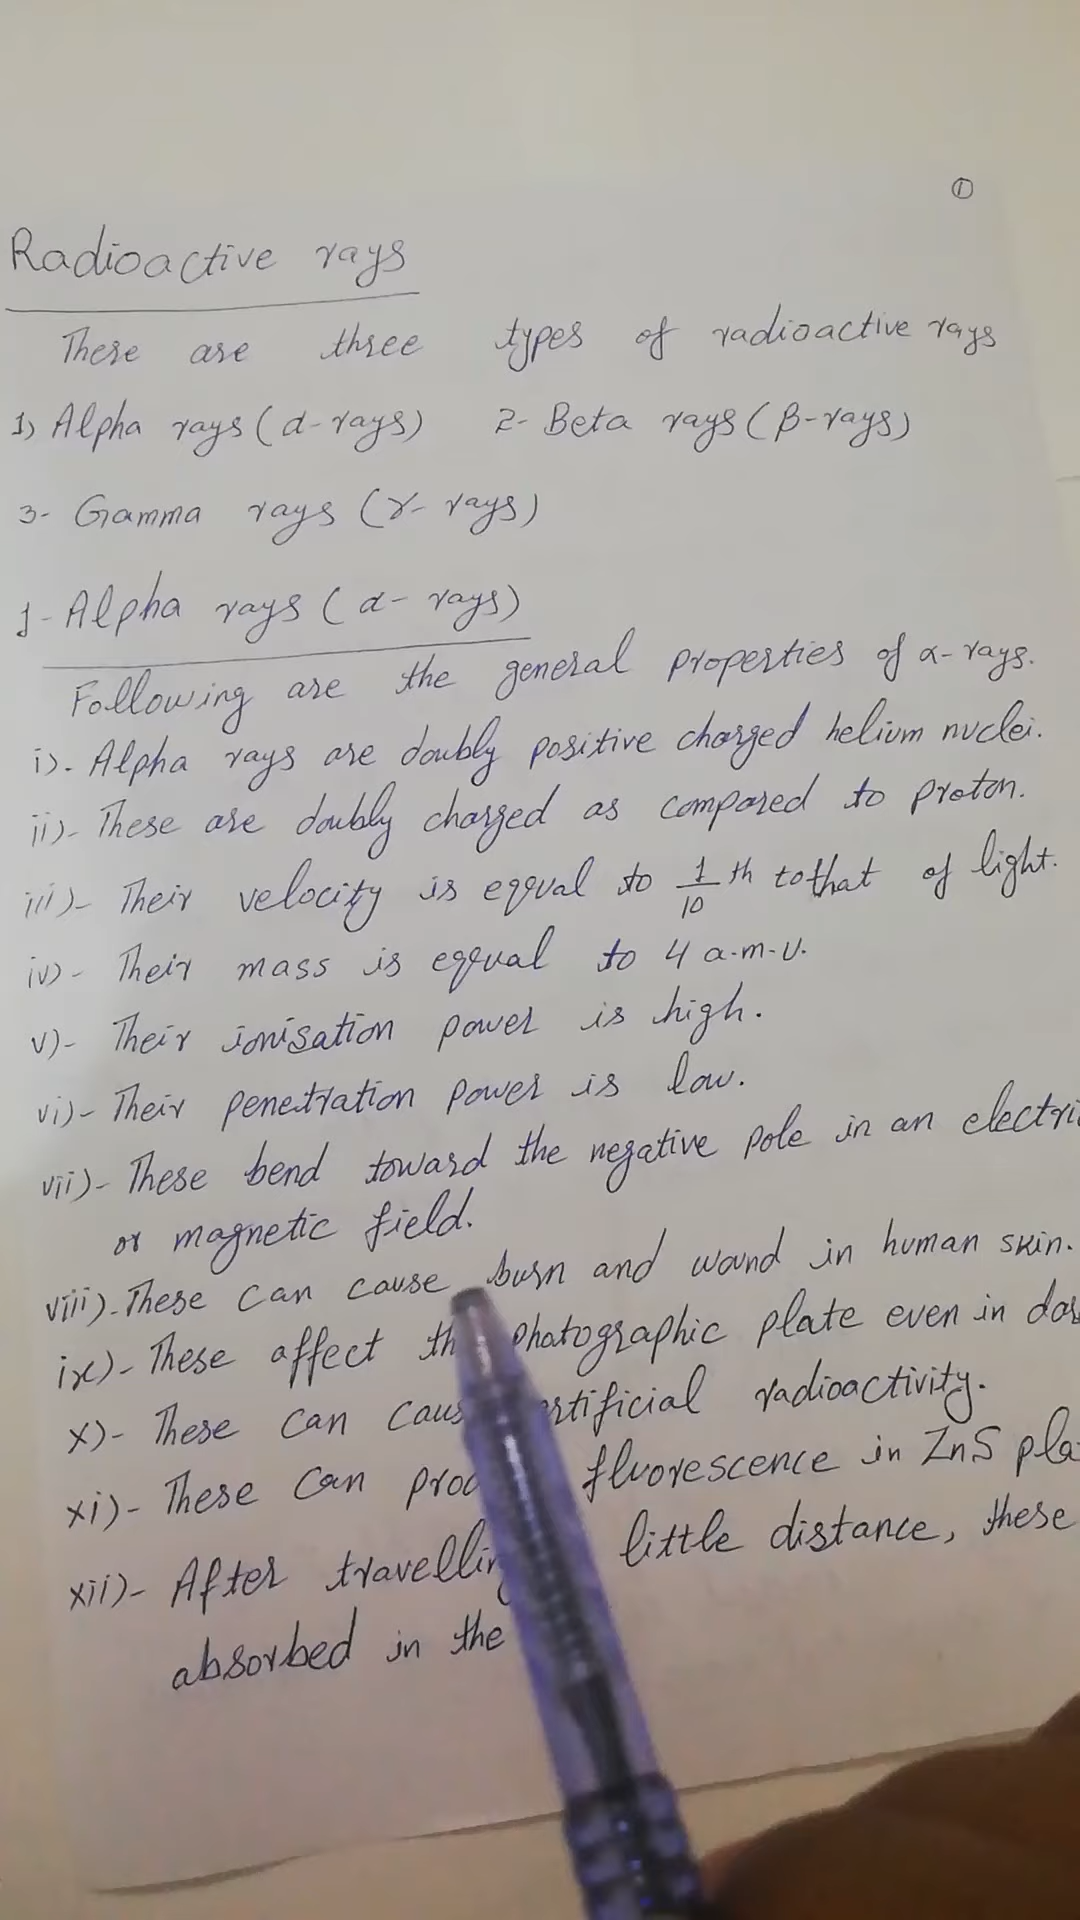 ①
Radioactive rays
There are three types of radioactive rays
1) Alpha rays (α-rays) 2- Beta rays (β-rays)
3- Gamma rays (γ-rays)
1- Alpha rays (α-rays)
Following are the general properties of α-rays.
i)- Alpha rays are doubly positive charged helium nuclei.
ii)- These are doubly charged as compared to proton.
iii)- Their velocity is equal to 1/10 th to that of light.
iv)- Their mass is equal to 4 a.m.u.
v)- Their ionisation power is high.
vi)- Their penetration power is low.
vii)- These bend toward the negative pole in an
or magnetic field.
viii)- These can cause burn and wound in human skin.
ix)- These affect photographic plate even in
x)- These can artificial radioactivity.
xi)- These can fluorescence in ZnS
xii)- After little distance, these
absorbed in the